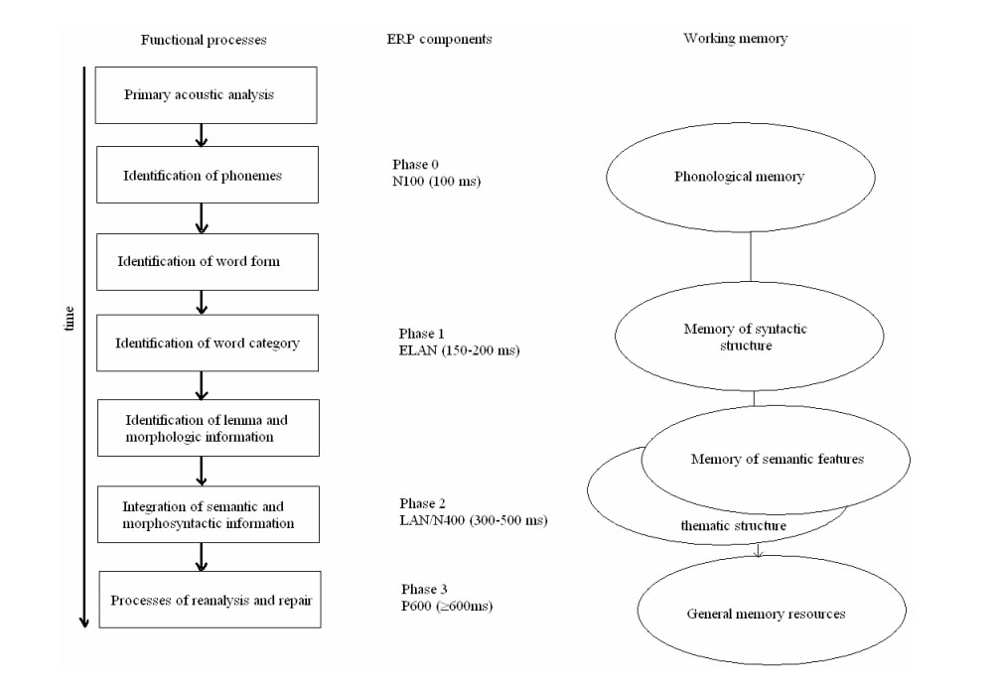 Functional processes
ERP components
Working memory
Primary acoustic analysis
Identification of phonemes
Phase 0
N100 (100 ms)
Phonological memory
Identification of word form
time
Identification of word category
Phase 1
ELAN (150-200 ms)
Memory of syntactic
structure
Identification of lemma and
morphologic information
Memory of semantic features
Integration of semantic and
morphosyntactic information
Phase 2
LAN/N400 (300-500 ms)
thematic structure
Processes of reanalysis and repair
Phase 3
P600 (≥600ms)
General memory resources